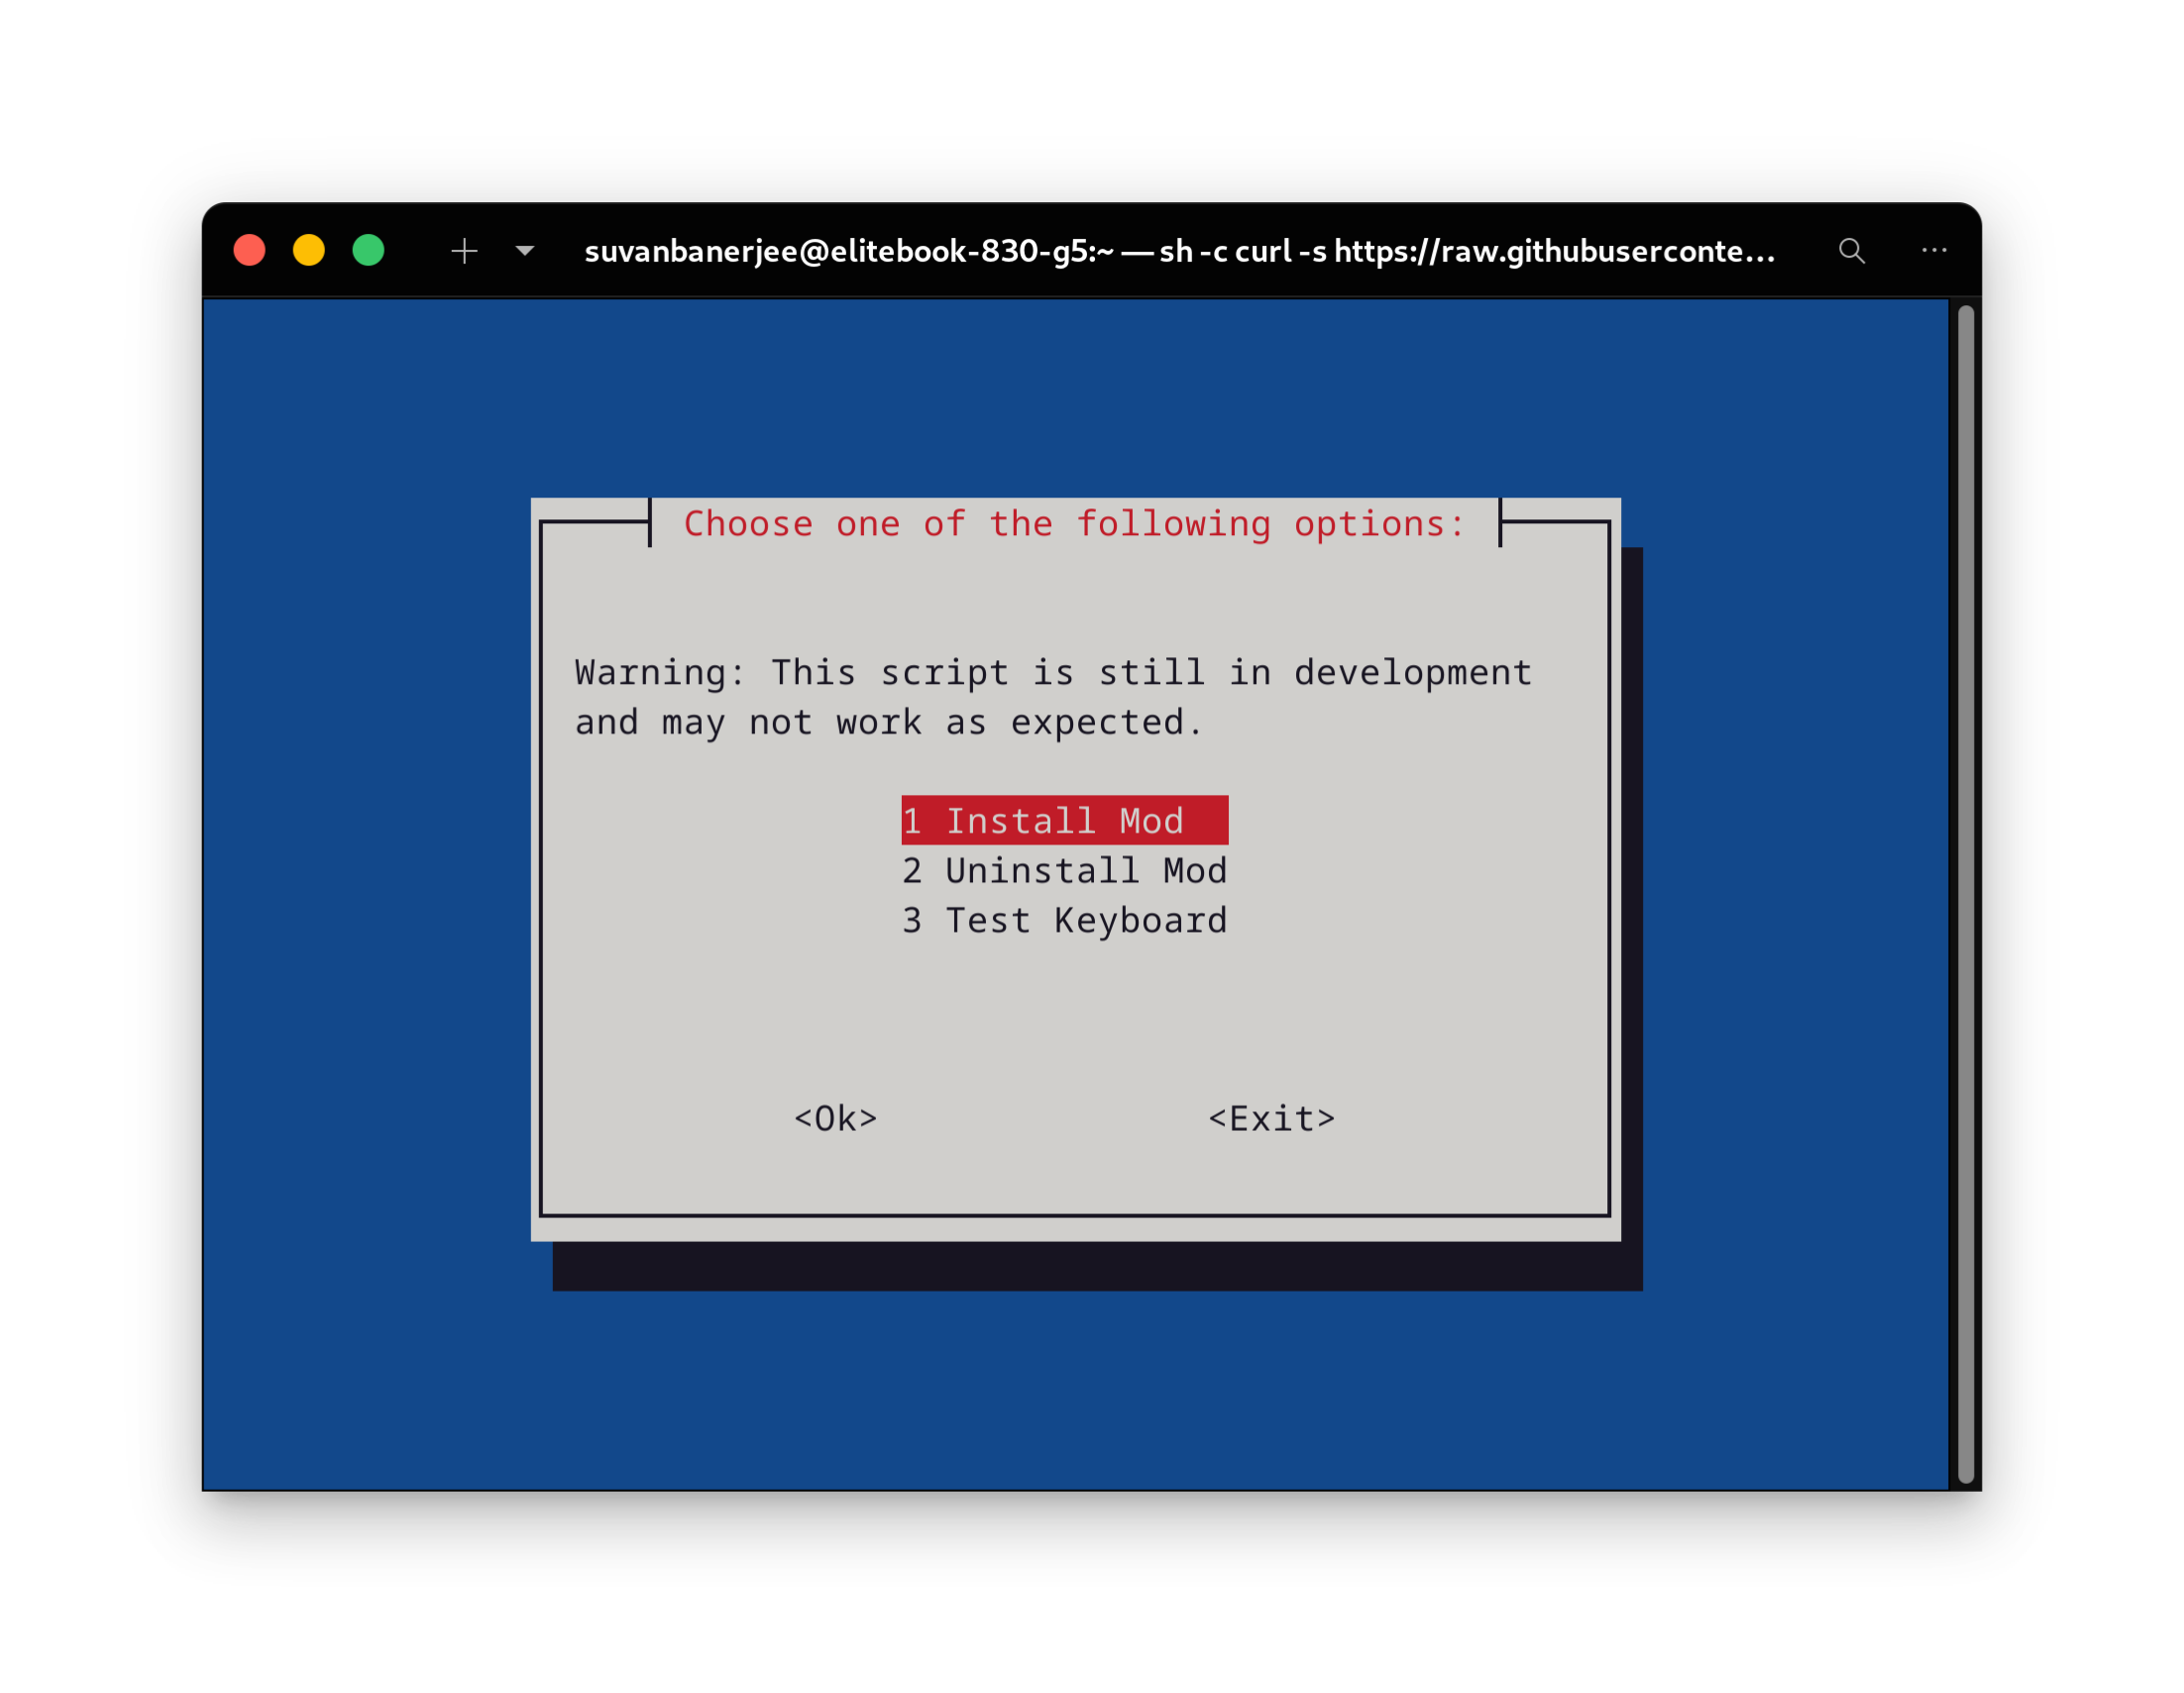 suvanbanerjee@elitebook-830-g5:~ — sh -c curl -s https://raw.githubuserconte...
Choose one of the following options:
Warning: This script is still in development
and may not work as expected.
1 Install Mod
2 Uninstall Mod
3 Test Keyboard
<Ok> <Exit>